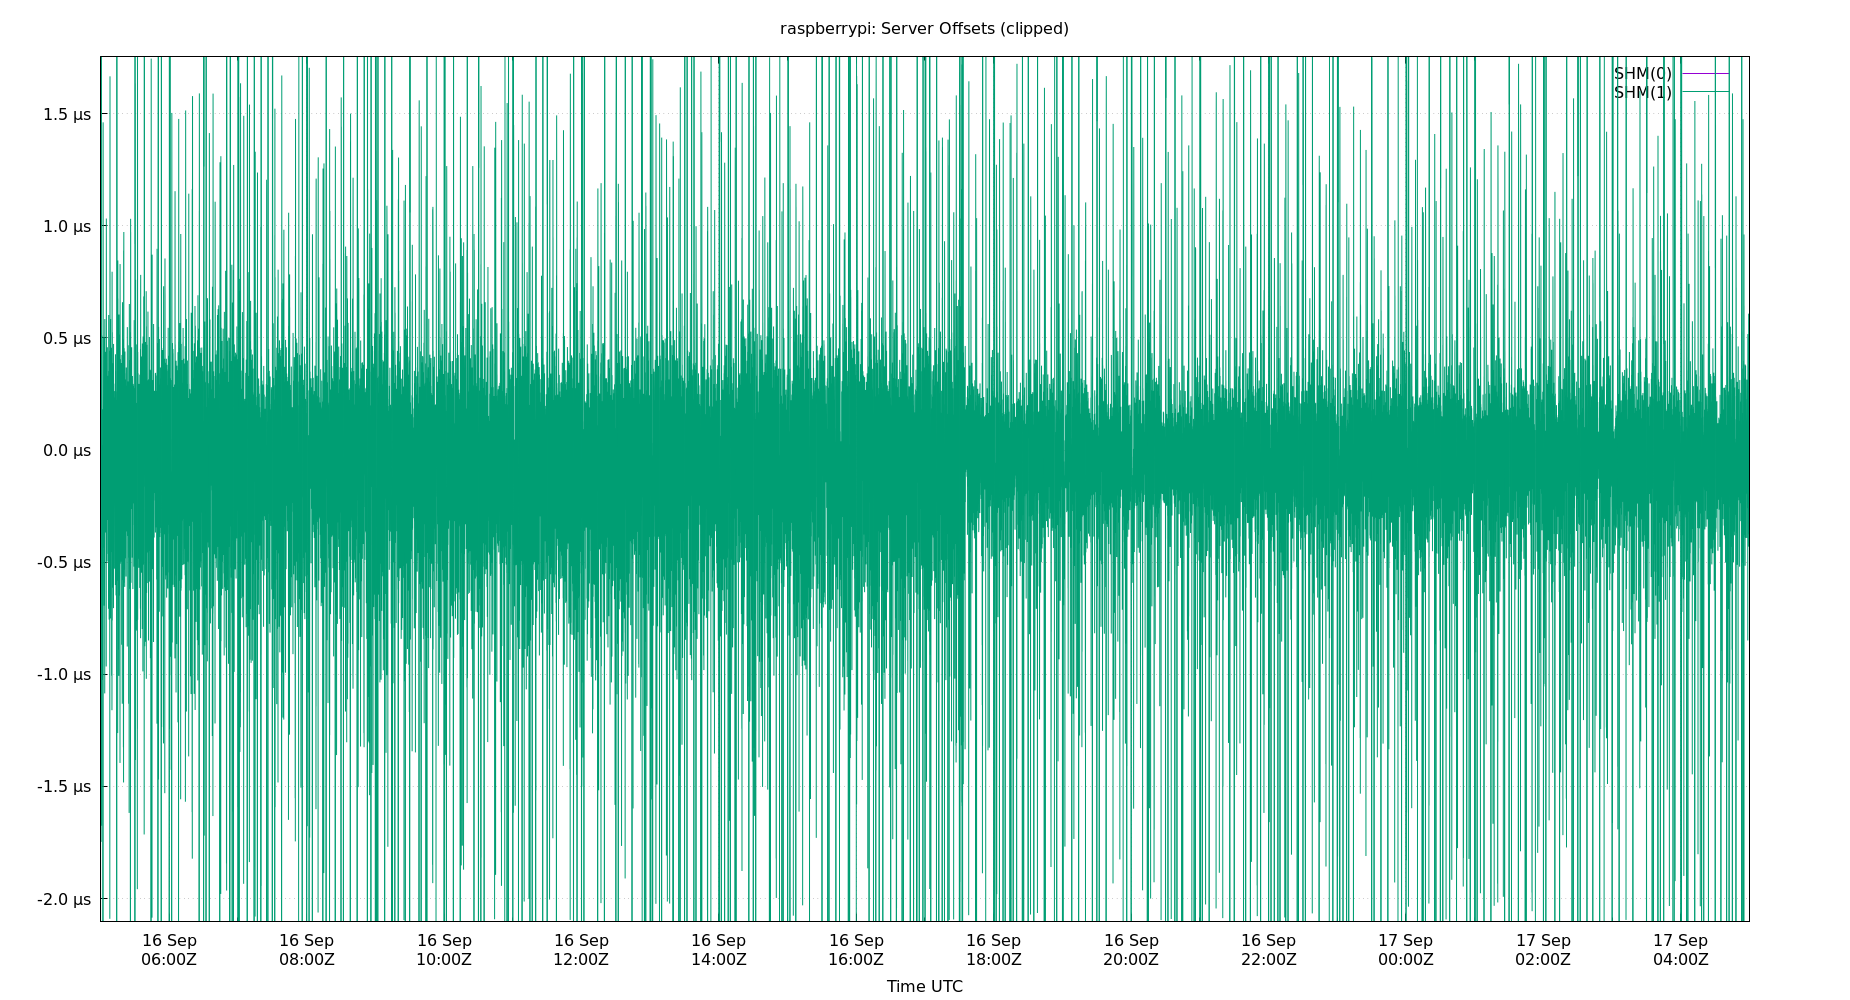 raspberrypi: Server Offsets (clipped)
SHM(0)
SHM(1)
1.5 µs
1.0 µs
0.5 µs
0.0 µs
-0.5 µs
-1.0 µs
-1.5 µs
-2.0 µs
16 Sep 16 Sep 16 Sep 16 Sep 16 Sep 16 Sep 16 Sep 16 Sep 16 Sep 17 Sep 17 Sep 17 Sep
06:00Z 08:00Z 10:00Z 12:00Z 14:00Z 16:00Z 18:00Z 20:00Z 22:00Z 00:00Z 02:00Z 04:00Z
Time UTC